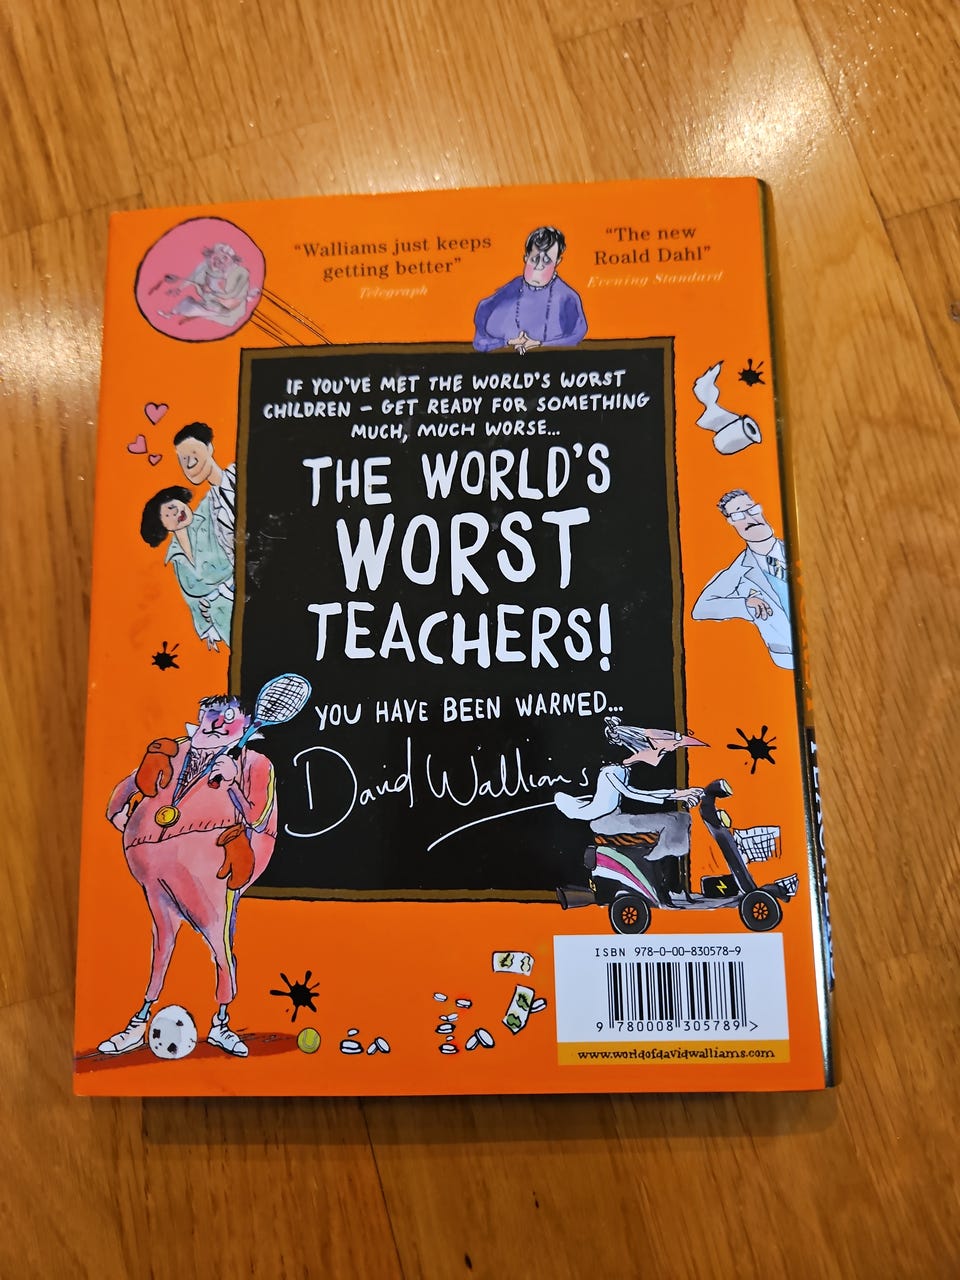 “Walliams just keeps
getting better”
Telegraph
“The new
Roald Dahl”
Evening Standard
IF YOU'VE MET THE WORLD'S WORST
CHILDREN – GET READY FOR SOMETHING
MUCH, MUCH WORSE...
THE WORLD'S
WORST
TEACHERS!
YOU HAVE BEEN WARNED...
David Walliams
ISBN 978-0-00-830578-9
9 780008 305789 >
www.worldofdavidwalliams.com